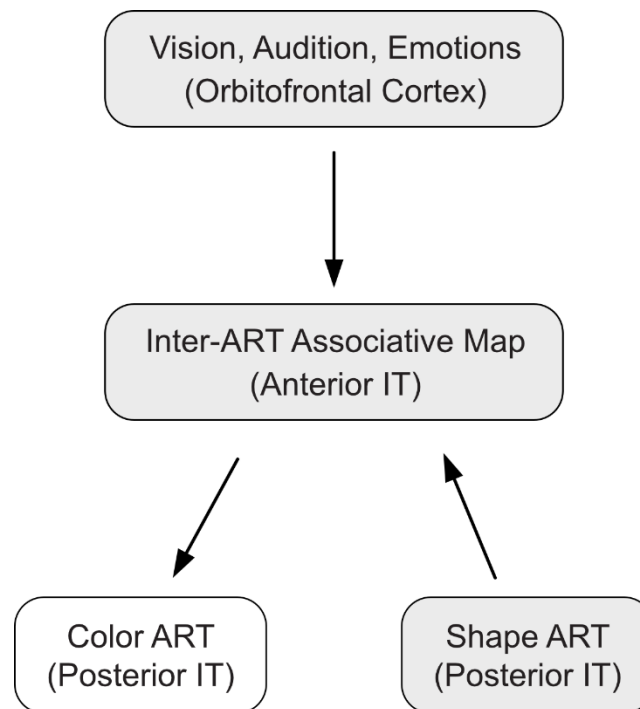 Vision, Audition, Emotions
(Orbitofrontal Cortex)
Inter-ART Associative Map
(Anterior IT)
Color ART
(Posterior IT)
Shape ART
(Posterior IT)